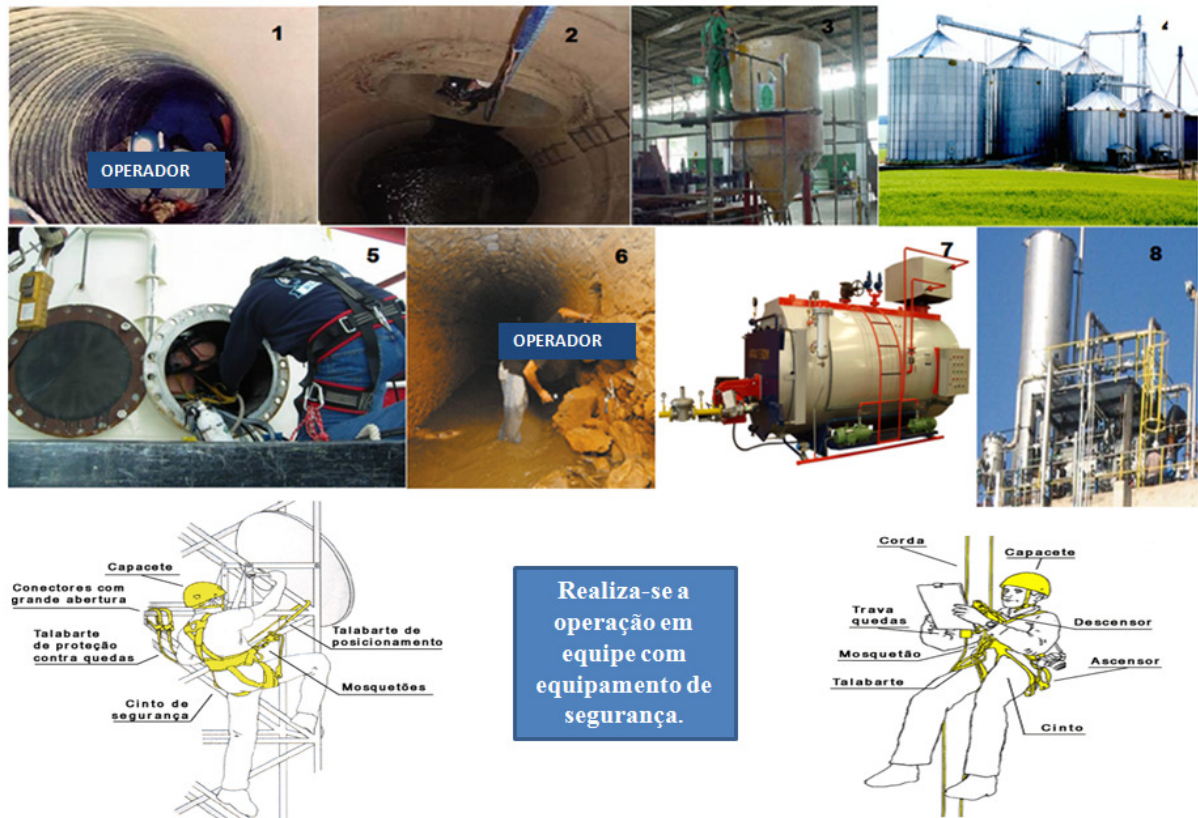 1
2
3
4
OPERADOR
5
6
7
8
OPERADOR
Capacete
Conectores com
grande abertura
Talabarte
de proteção
contra quedas
Cinto de
segurança
Talabarte de
posicionamento
Mosquetões
Realiza-se a
operação em
equipe com
equipamento de
segurança.
Corda
Capacete
Trava
quedas
Descensor
Mosquetão
Ascensor
Talabarte
Cinto